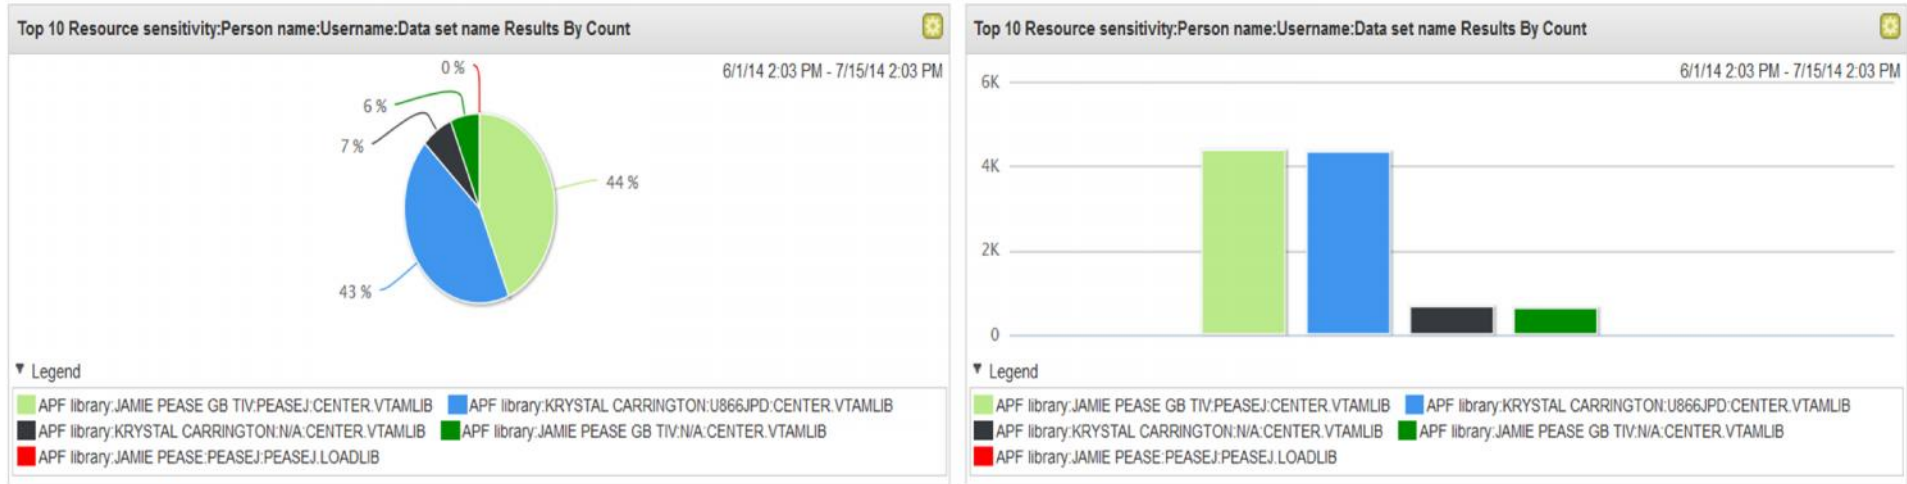 Top 10 Resource sensitivity:Person name:Username:Data set name Results By Count
6/1/14 2:03 PM - 7/15/14 2:03 PM
0 %
6 %
7 %
44 %
43 %
Legend
APF library:JAMIE PEASE GB TIV:PEASEJ:CENTER.VTAMLIB APF library:KRYSTAL CARRINGTON:U866JPD:CENTER.VTAMLIB
APF library:KRYSTAL CARRINGTON:N/A:CENTER.VTAMLIB APF library:JAMIE PEASE GB TIV:N/A:CENTER.VTAMLIB
APF library:JAMIE PEASE:PEASEJ:PEASEJ.LOADLIB
Top 10 Resource sensitivity:Person name:Username:Data set name Results By Count
6/1/14 2:03 PM - 7/15/14 2:03 PM
6K
4K
2K
0
Legend
APF library:JAMIE PEASE GB TIV:PEASEJ:CENTER.VTAMLIB APF library:KRYSTAL CARRINGTON:U866JPD:CENTER.VTAMLIB
APF library:KRYSTAL CARRINGTON:N/A:CENTER.VTAMLIB APF library:JAMIE PEASE GB TIV:N/A:CENTER.VTAMLIB
APF library:JAMIE PEASE:PEASEJ:PEASEJ.LOADLIB